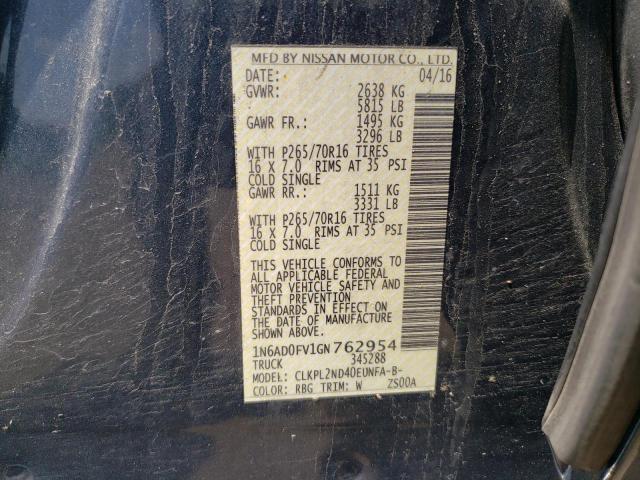 MFD BY NISSAN MOTOR CO., LTD.
DATE: 04/16
GVWR: 2638 KG
5815 LB
GAWR FR.: 1495 KG
3296 LB
WITH P265/70R16 TIRES
16 X 7.0 RIMS AT 35 PSI
COLD SINGLE
GAWR RR.: 1511 KG
3331 LB
WITH P265/70R16 TIRES
16 X 7.0 RIMS AT 35 PSI
COLD SINGLE
THIS VEHICLE CONFORMS TO
ALL APPLICABLE FEDERAL
MOTOR VEHICLE SAFETY AND
THEFT PREVENTION
STANDARDS IN EFFECT ON
THE DATE OF MANUFACTURE
SHOWN ABOVE.
1N6AD0FV1GN762954
TRUCK 345288
MODEL: CLKPL2ND40EUNFA-B-
COLOR: RBG TRIM: W ZS00A